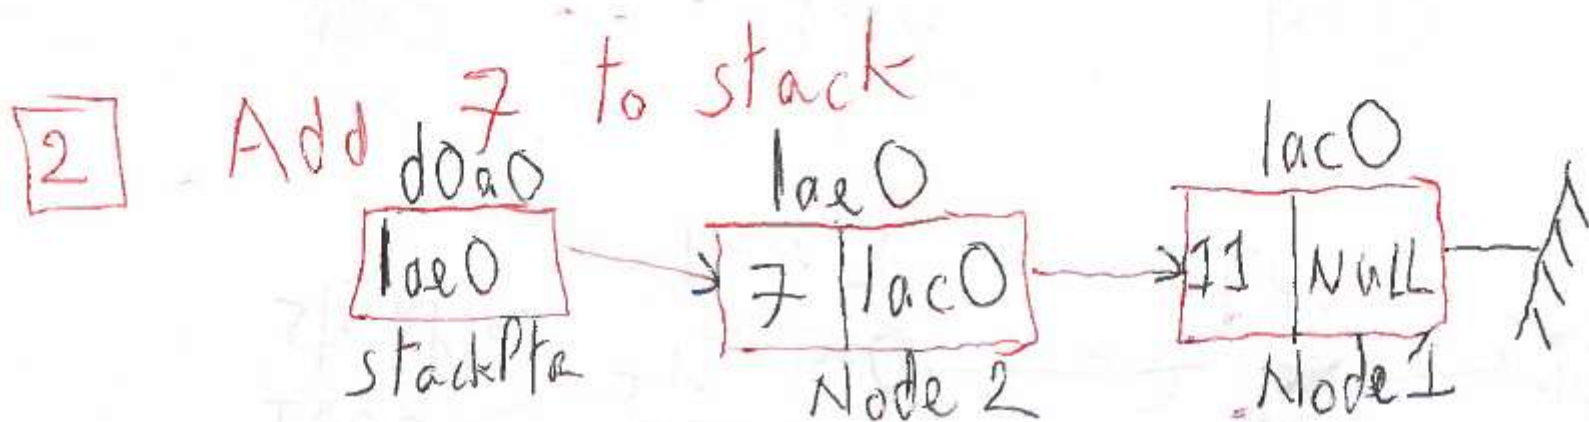 2 Add 7 to stack
d0a0 1ae0 1ac0
1ae0 7 1ac0 11 NULL
stackPtr Node 2 Node 1